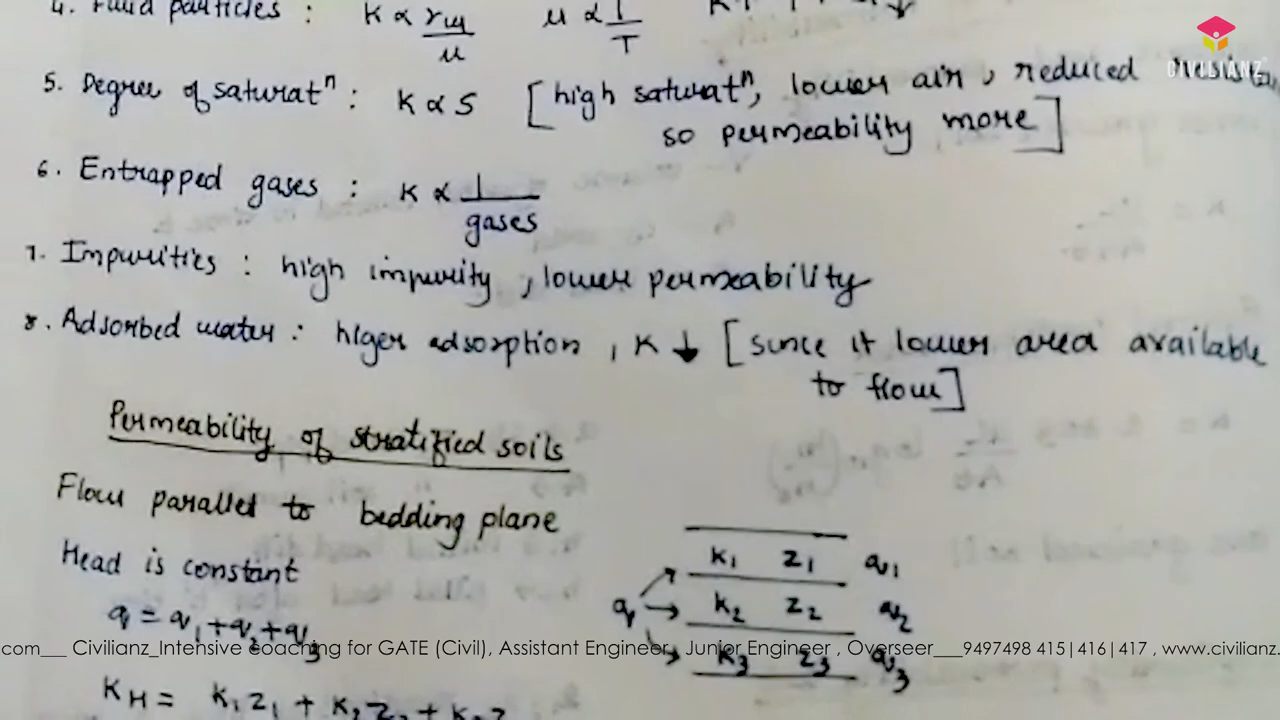 4. Fluid particles : K ∝ γω/μ μ ∝ 1/T
CIVILIANZ
5. Degree of saturatⁿ : K ∝ S [high saturatⁿ, lower air, reduced
so permeability more]
6. Entrapped gases : K ∝ 1/gases
7. Impurities : high impurity, lower permeability
8. Adsorbed water : higer adsorption, K ↓ [since it lower area available
to flow]
Permeability of stratified soils
Flow parallel to bedding plane
Head is constant
K₁ Z₁ q₁
q K₂ Z₂ q₂
K₃ Z₃ q₃
q = q₁+q₂+q₃
com___ Civilianz_Intensive coaching for GATE (Civil), Assistant Engineer, Junior Engineer , Overseer___9497498 415|416|417 , www.civilianz.
K_H = K₁Z₁ + K₂Z₂ + K₃Z